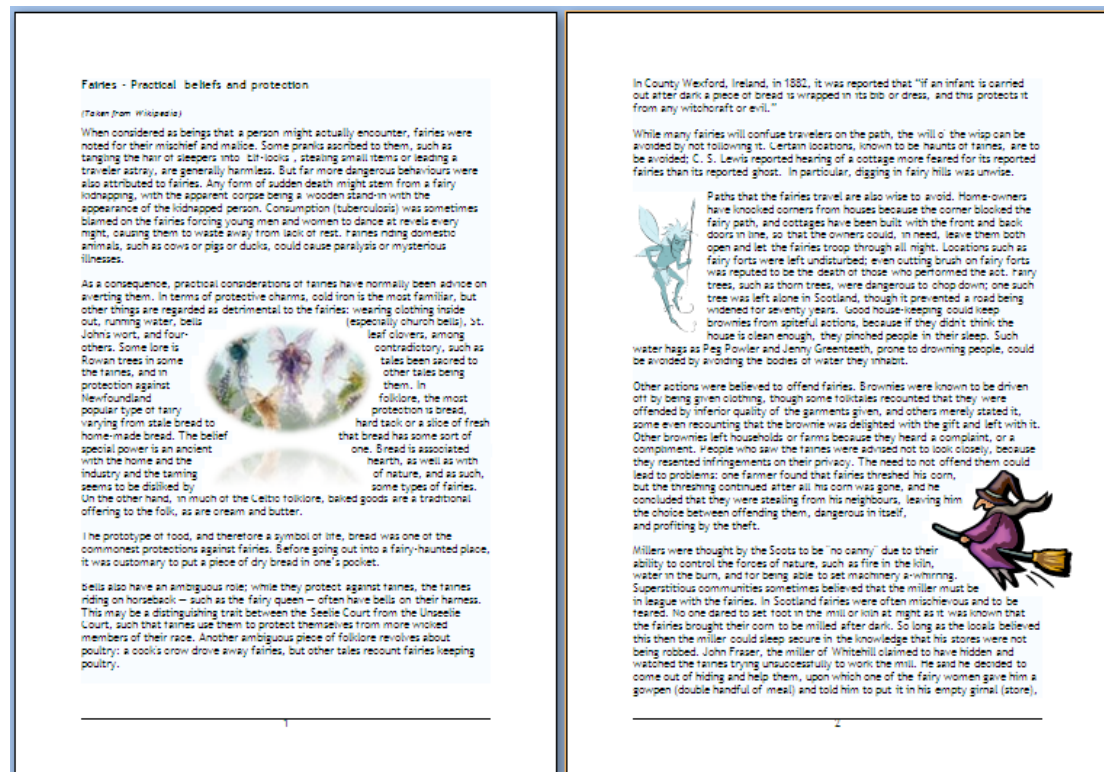 Fairies - Practical beliefs and protection
(Taken from Wikipedia)
When considered as beings that a person might actually encounter, fairies were
noted for their mischief and malice. Some pranks ascribed to them, such as
tangling the hair of sleepers into "Elf-locks", stealing small items or leading a
traveler astray, are generally harmless. But far more dangerous behaviours were
also attributed to fairies. Any form of sudden death might stem from a fairy
kidnapping, with the apparent corpse being a wooden stand-in with the
appearance of the kidnapped person. Consumption (tuberculosis) was sometimes
blamed on the fairies forcing young men and women to dance at revels every
night, causing them to waste away from lack of rest. Fairies riding domestic
animals, such as cows or pigs or ducks, could cause paralysis or mysterious
illnesses.
As a consequence, practical considerations of fairies have normally been advice on
averting them. In terms of protective charms, cold iron is the most familiar, but
other things are regarded as detrimental to the fairies: wearing clothing inside
out, running water, bells (especially church bells), St.
John's wort, and four- leaf clovers, among
others. Some lore is contradictory, such as
Rowan trees in some tales been sacred to
the fairies, and in other tales being
protection against them. In
Newfoundland folklore, the most
popular type of fairy protection is bread,
varying from stale bread to hard tack or a slice of fresh
home-made bread. The belief that bread has some sort of
special power is an ancient one. Bread is associated
with the home and the hearth, as well as with
industry and the taming of nature, and as such,
seems to be disliked by some types of fairies.
On the other hand, in much of the Celtic folklore, baked goods are a traditional
offering to the folk, as are cream and butter.
The prototype of food, and therefore a symbol of life, bread was one of the
commonest protections against fairies. Before going out into a fairy-haunted place,
it was customary to put a piece of dry bread in one's pocket.
Bells also have an ambiguous role; while they protect against fairies, the fairies
riding on horseback — such as the fairy queen — often have bells on their harness.
This may be a distinguishing trait between the Seelie Court from the Unseelie
Court, such that fairies use them to protect themselves from more wicked
members of their race. Another ambiguous piece of folklore revolves about
poultry: a cock's crow drove away fairies, but other tales recount fairies keeping
poultry.
1
In County Wexford, Ireland, in 1882, it was reported that "if an infant is carried
out after dark a piece of bread is wrapped in its bib or dress, and this protects it
from any witchcraft or evil."
While many fairies will confuse travelers on the path, the will o' the wisp can be
avoided by not following it. Certain locations, known to be haunts of fairies, are to
be avoided; C. S. Lewis reported hearing of a cottage more feared for its reported
fairies than its reported ghost. In particular, digging in fairy hills was unwise.
Paths that the fairies travel are also wise to avoid. Home-owners
have knocked corners from houses because the corner blocked the
fairy path, and cottages have been built with the front and back
doors in line, so that the owners could, in need, leave them both
open and let the fairies troop through all night. Locations such as
fairy forts were left undisturbed; even cutting brush on fairy forts
was reputed to be the death of those who performed the act. Fairy
trees, such as thorn trees, were dangerous to chop down; one such
tree was left alone in Scotland, though it prevented a road being
widened for seventy years. Good house-keeping could keep
brownies from spiteful actions, because if they didn't think the
house is clean enough, they pinched people in their sleep. Such
water hags as Peg Powler and Jenny Greenteeth, prone to drowning people, could
be avoided by avoiding the bodies of water they inhabit.
Other actions were believed to offend fairies. Brownies were known to be driven
off by being given clothing, though some folktales recounted that they were
offended by inferior quality of the garments given, and others merely stated it,
some even recounting that the brownie was delighted with the gift and left with it.
Other brownies left households or farms because they heard a complaint, or a
compliment. People who saw the fairies were advised not to look closely, because
they resented infringements on their privacy. The need to not offend them could
lead to problems: one farmer found that fairies threshed his corn,
but the threshing continued after all his corn was gone, and he
concluded that they were stealing from his neighbours, leaving him
the choice between offending them, dangerous in itself,
and profiting by the theft.
Millers were thought by the Scots to be "no canny" due to their
ability to control the forces of nature, such as fire in the kiln,
water in the burn, and for being able to set machinery a-whirring.
Superstitious communities sometimes believed that the miller must be
in league with the fairies. In Scotland fairies were often mischievous and to be
feared. No one dared to set foot in the mill or kiln at night as it was known that
the fairies brought their corn to be milled after dark. So long as the locals believed
this then the miller could sleep secure in the knowledge that his stores were not
being robbed. John Fraser, the miller of Whitehill claimed to have hidden and
watched the fairies trying unsuccessfully to work the mill. He said he decided to
come out of hiding and help them, upon which one of the fairy women gave him a
gowpen (double handful of meal) and told him to put it in his empty girnal (store),
2